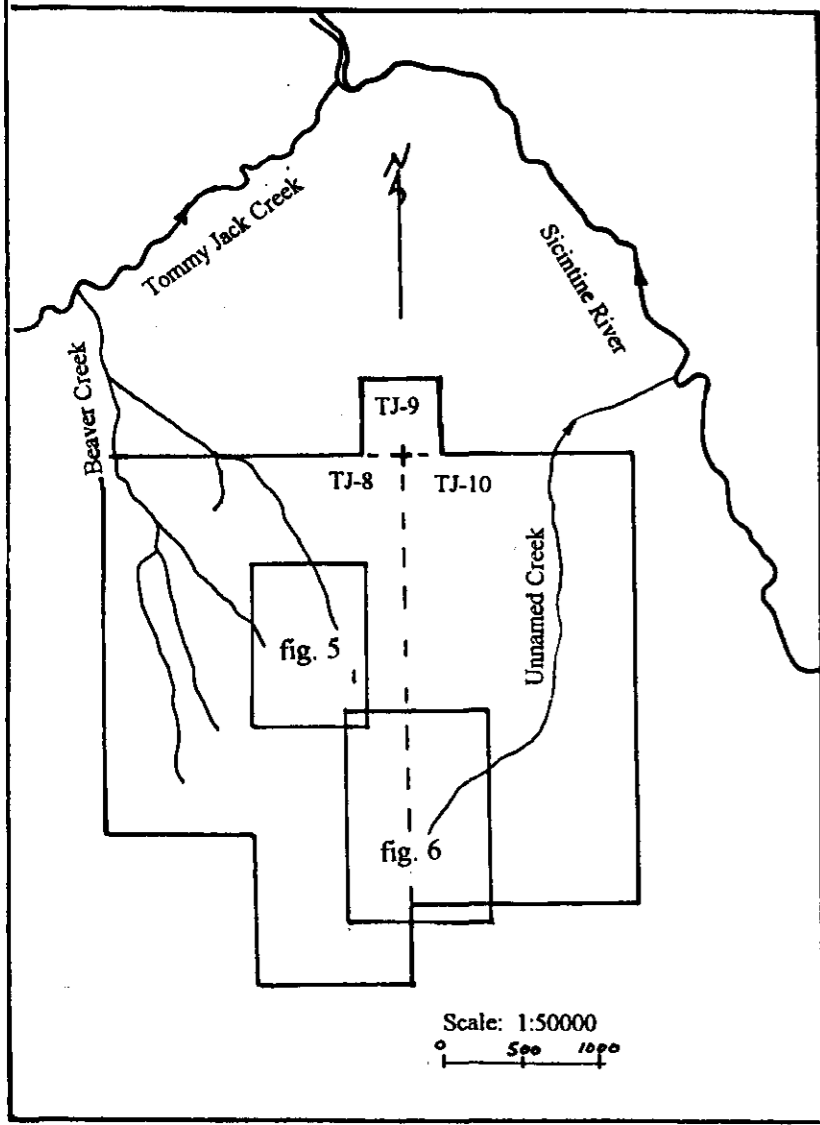 N
Tommy Jack Creek
Sicintine River
Beaver Creek
TJ-9
TJ-8
TJ-10
Unnamed Creek
fig. 5
fig. 6
Scale: 1:50000
0 500 1000